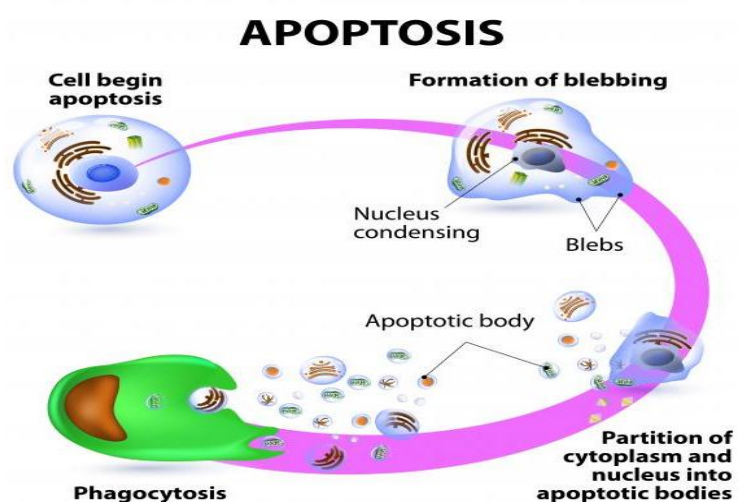 APOPTOSIS
Cell begin
apoptosis
Formation of blebbing
Nucleus
condensing
Blebs
Apoptotic body
Partition of
cytoplasm and
nucleus into
apoptotic bodies
Phagocytosis